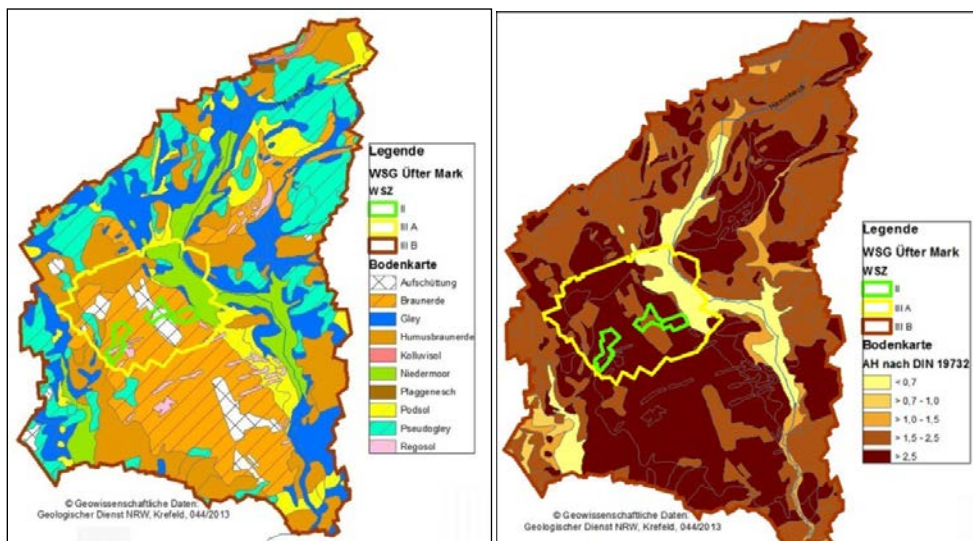 Legende
WSG Üfter Mark
WSZ
II
III A
III B
Bodenkarte
Aufschüttung
Braunerde
Gley
Humusbraunerde
Kolluvisol
Niedermoor
Plaggenesch
Podsol
Pseudogley
Regosol
© Geowissenschaftliche Daten:
Geologischer Dienst NRW, Krefeld, 044/2013
Legende
WSG Üfter Mark
WSZ
II
III A
III B
Bodenkarte
AH nach DIN 19732
< 0,7
> 0,7 - 1,0
> 1,0 - 1,5
> 1,5 - 2,5
> 2,5
© Geowissenschaftliche Daten:
Geologischer Dienst NRW, Krefeld, 044/2013